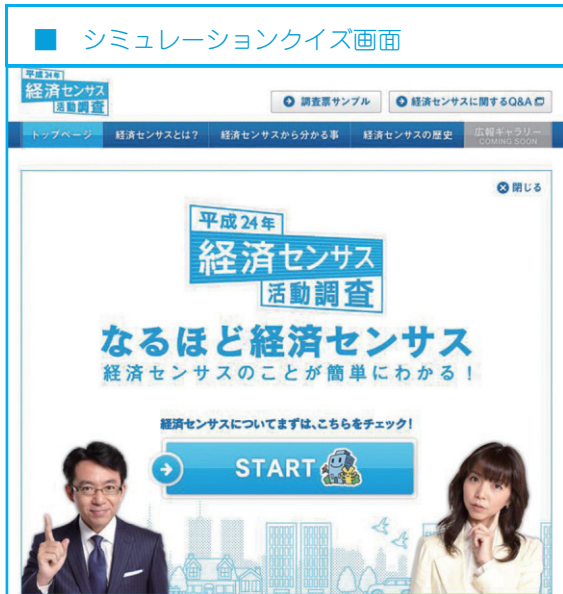 ■ シミュレーションクイズ画面
平成24年
経済センサス
活動調査
調査票サンプル
経済センサスに関するQ&A
トップページ
経済センサスとは？
経済センサスから分かる事
経済センサスの歴史
広報ギャラリー
COMING SOON
閉じる
平成24年
経済センサス
活動調査
なるほど経済センサス
経済センサスのことが簡単にわかる！
経済センサスについてまずは、こちらをチェック！
START